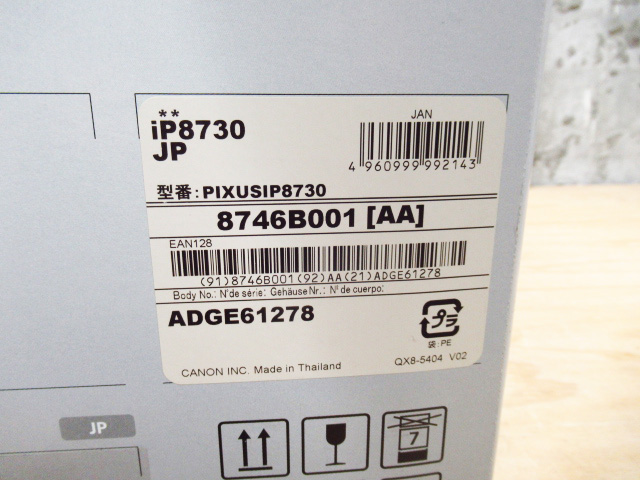 **
iP8730
JP
JAN
4 960999 992143
型番:PIXUSIP8730
8746B001 [AA]
EAN128
(91)8746B001(92)AA(21)ADGE61278
Body No.: N°de série: Gehäuse Nr.: N° de cuerpo:
ADGE61278
プラ
袋:PE
CANON INC. Made in Thailand
QX8-5404 V02
JP
7